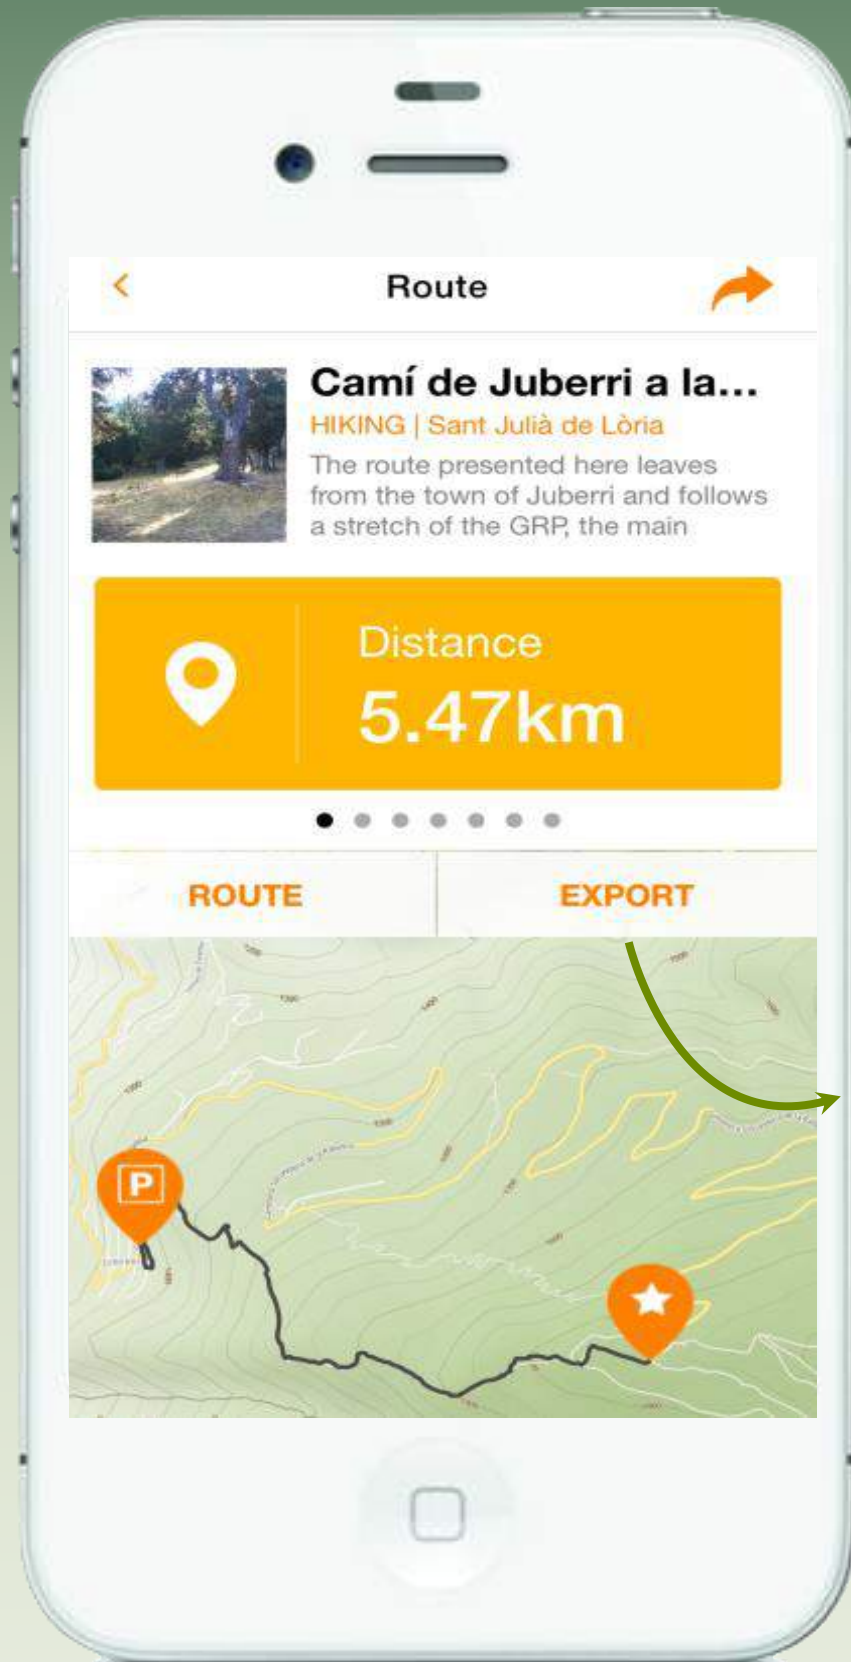 Route
Camí de Juberri a la...
HIKING | Sant Julià de Lòria
The route presented here leaves
from the town of Juberri and follows
a stretch of the GRP, the main
Distance
5.47km
ROUTE
EXPORT
P